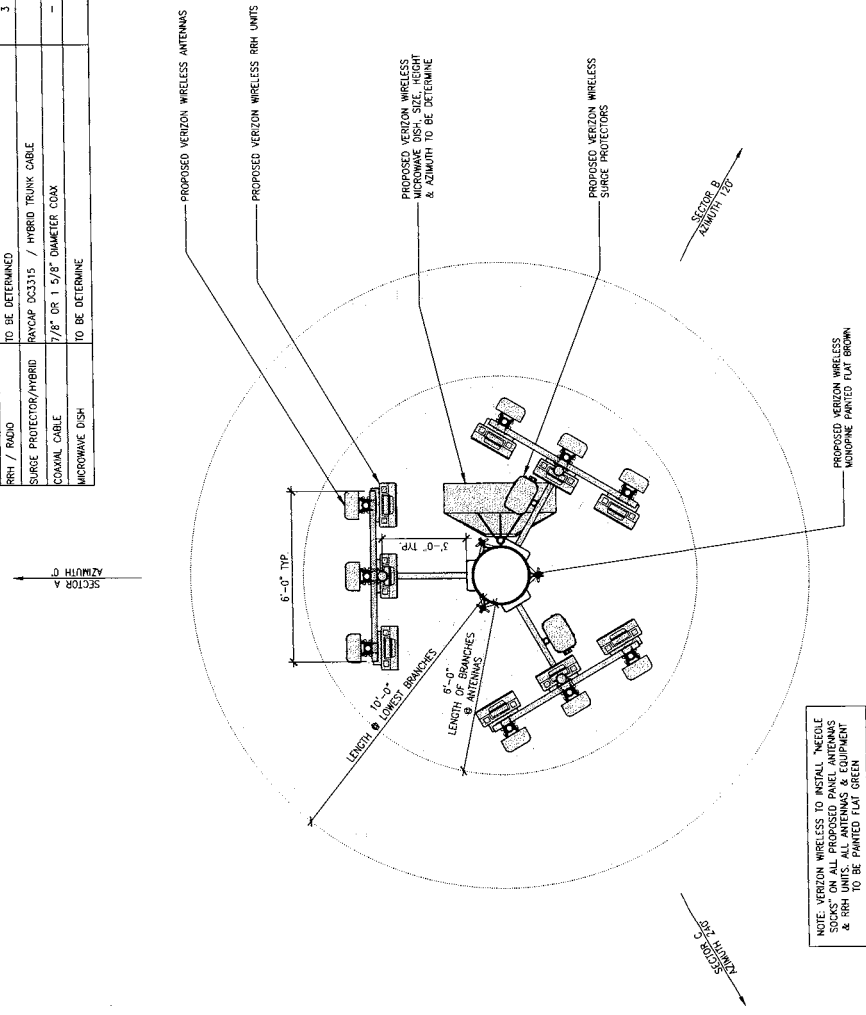 RRH / RADIO TO BE DETERMINED 3
SURGE PROTECTOR/HYBRID RAYCAP DC3315 / HYBRID TRUNK CABLE
COAXIAL CABLE 7/8" OR 1 5/8" DIAMETER COAX -
MICROWAVE DISH TO BE DETERMINE
SECTOR A
AZIMUTH 0°
PROPOSED VERIZON WIRELESS ANTENNAS
PROPOSED VERIZON WIRELESS RRH UNITS
PROPOSED VERIZON WIRELESS
MICROWAVE DISH, SIZE, HEIGHT
& AZIMUTH TO BE DETERMINE
PROPOSED VERIZON WIRELESS
SURGE PROTECTORS
SECTOR B
AZIMUTH 120°
6'-0" TYP.
3'-0" TYP.
10'-0"
LENGTH @ LOWEST BRANCHES
6'-0"
LENGTH OF BRANCHES
@ ANTENNAS
PROPOSED VERIZON WIRELESS
MONOPINE PAINTED FLAT BROWN
SECTOR C
AZIMUTH 240°
NOTE: VERIZON WIRELESS TO INSTALL "NEEDLE
SOCKS" ON ALL PROPOSED PANEL ANTENNAS
& RRH UNITS. ALL ANTENNAS & EQUIPMENT
TO BE PAINTED FLAT GREEN